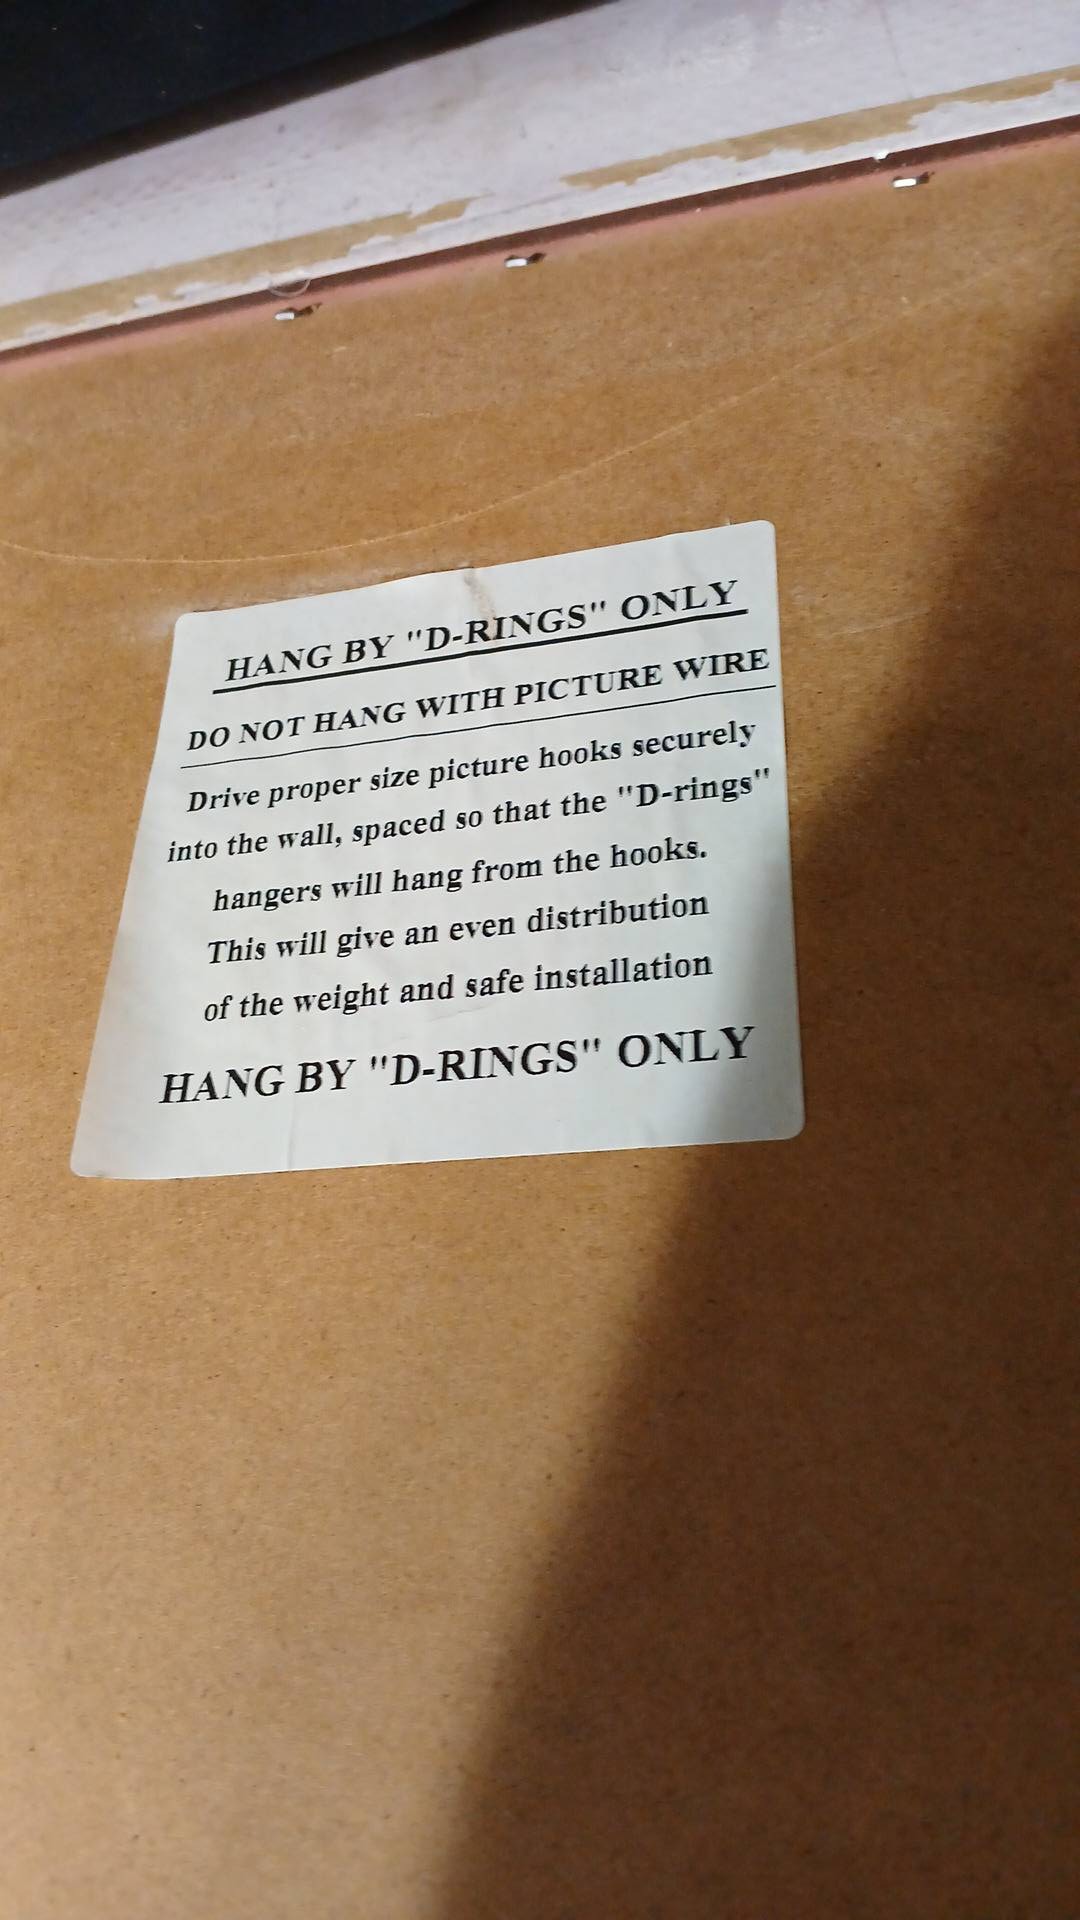 HANG BY "D-RINGS" ONLY
DO NOT HANG WITH PICTURE WIRE
Drive proper size picture hooks securely
into the wall, spaced so that the "D-rings"
hangers will hang from the hooks.
This will give an even distribution
of the weight and safe installation
HANG BY "D-RINGS" ONLY